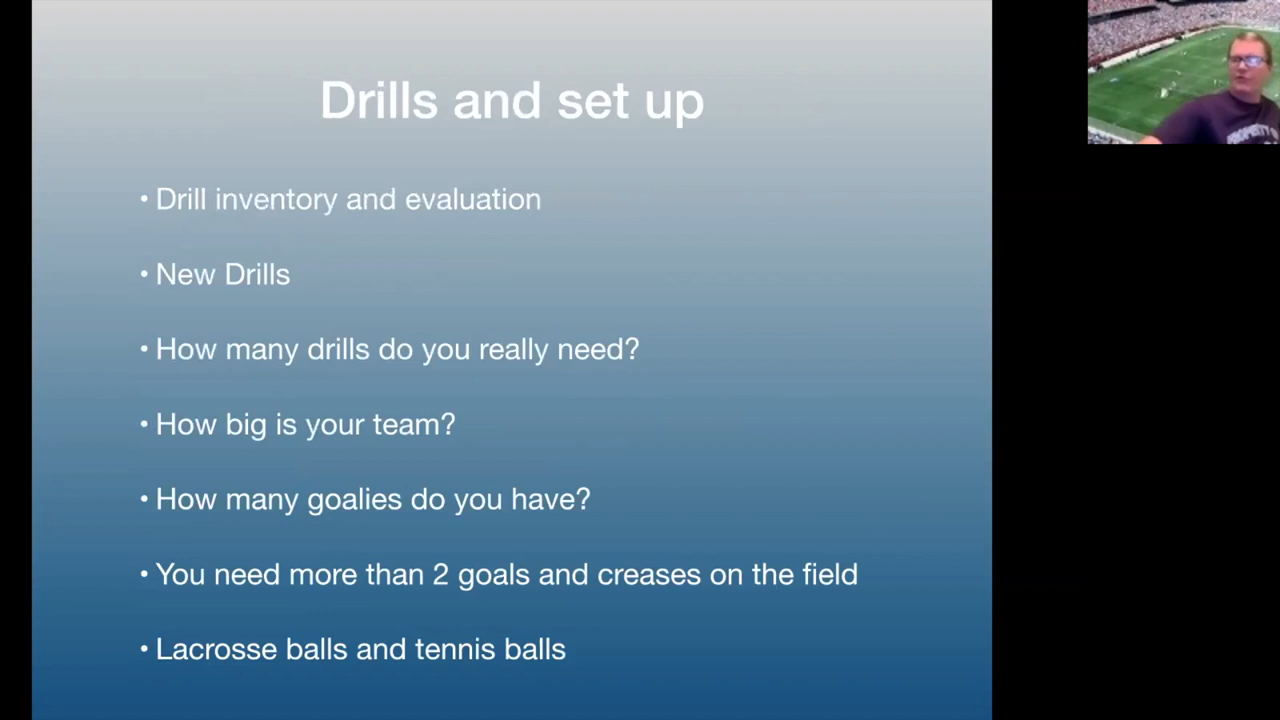 Drills and set up
• Drill inventory and evaluation
• New Drills
• How many drills do you really need?
• How big is your team?
• How many goalies do you have?
• You need more than 2 goals and creases on the field
• Lacrosse balls and tennis balls
PROPERTY OF